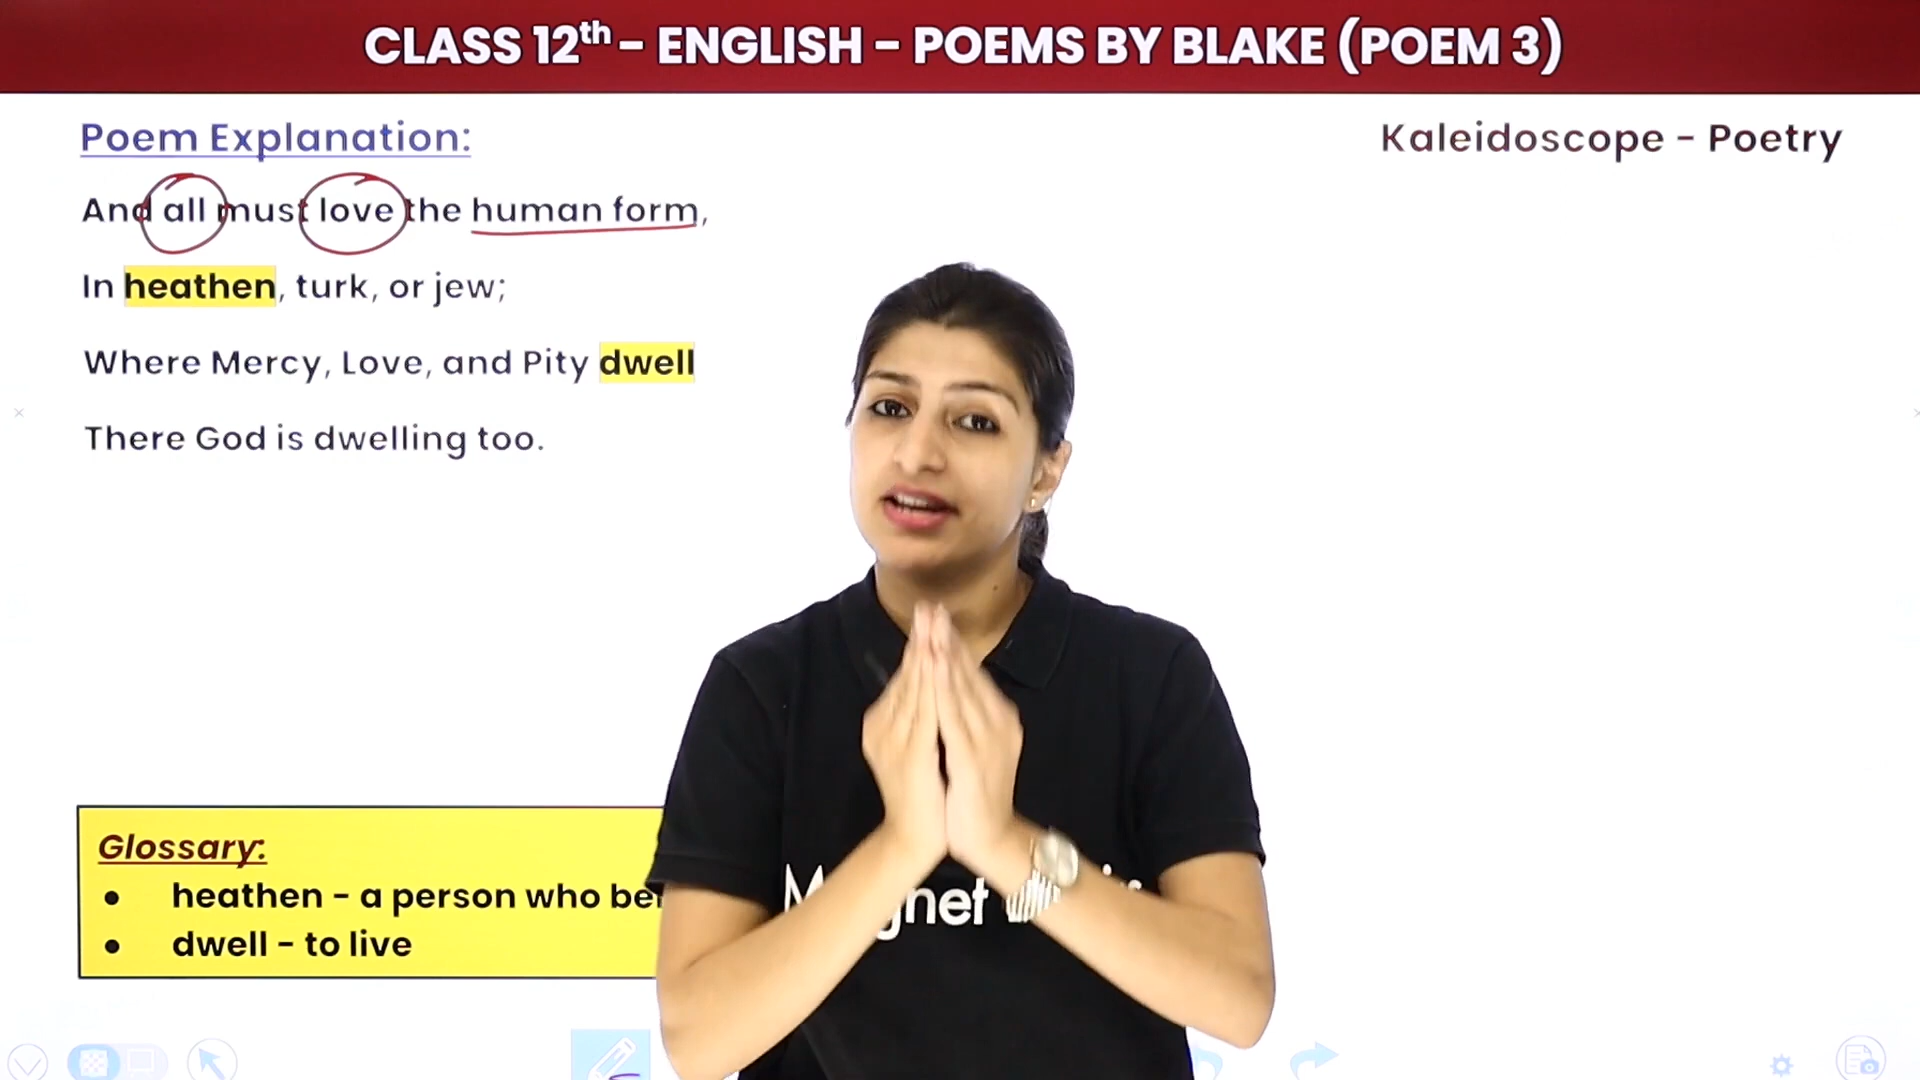 CLASS 12th – ENGLISH – POEMS BY BLAKE (POEM 3)
Poem Explanation:
Kaleidoscope - Poetry
And all must love the human form,
In heathen, turk, or jew;
Where Mercy, Love, and Pity dwell
There God is dwelling too.
Glossary:
● heathen - a person who
● dwell - to live